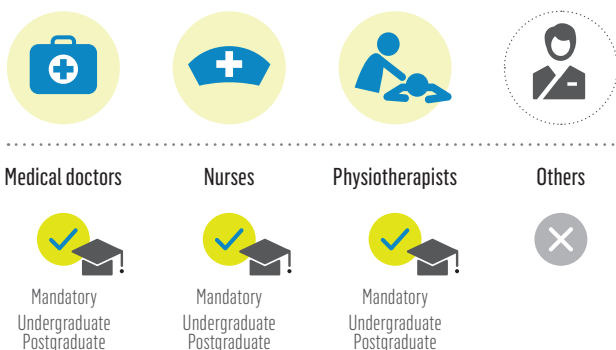 Medical doctors
Nurses
Physiotherapists
Others
Mandatory
Undergraduate
Postgraduate
Mandatory
Undergraduate
Postgraduate
Mandatory
Undergraduate
Postgraduate